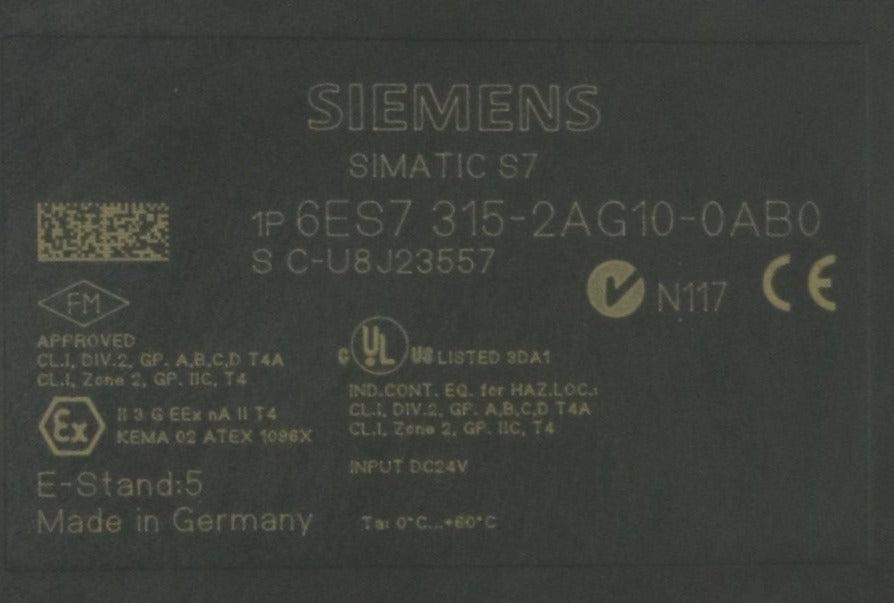 SIEMENS
SIMATIC S7
1P 6ES7 315-2AG10-0AB0
S C-U8J23557
N117 CE
FM
APPROVED
CL.I, DIV.2, GP. A,B,C,D T4A
CL.I, Zone 2, GP. IIC, T4
Ex II 3 G EEx nA II T4
KEMA 02 ATEX 1096X
E-Stand:5
Made in Germany
C UL US LISTED 3DA1
IND.CONT. EQ. for HAZ.LOC.:
CL.I, DIV.2, GP. A,B,C,D T4A
CL.I, Zone 2, GP. IIC, T4
INPUT DC24V
Ta: 0°C...+60°C